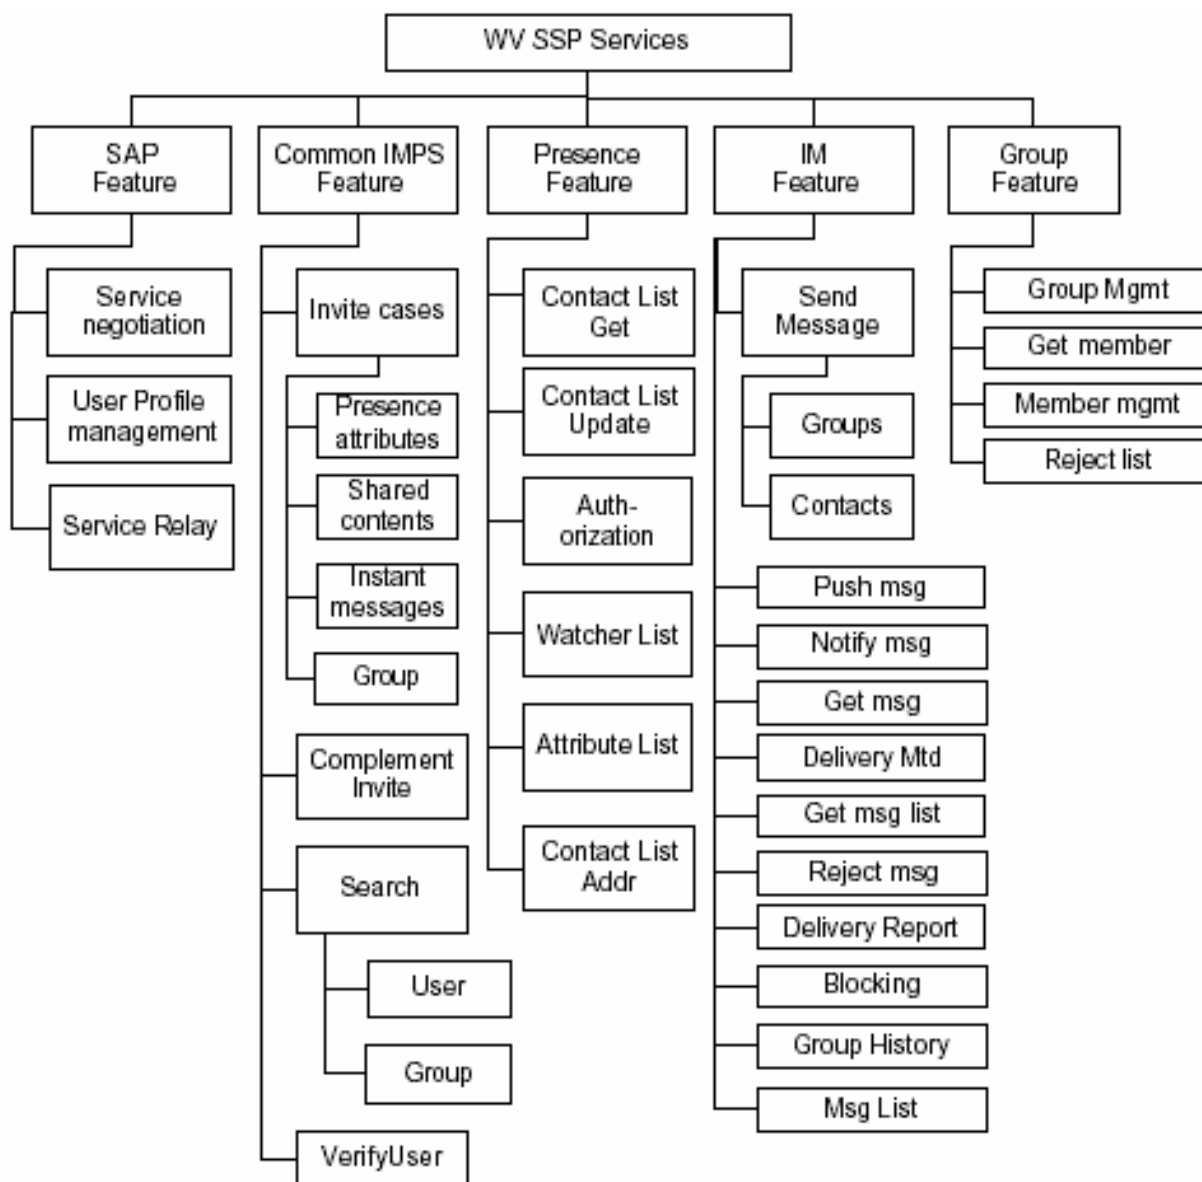 WV SSP Services
SAP
Feature
Common IMPS
Feature
Presence
Feature
IM
Feature
Group
Feature
Service
negotiation
User Profile
management
Service Relay
Invite cases
Presence
attributes
Shared
contents
Instant
messages
Group
Complement
Invite
Search
User
Group
VerifyUser
Contact List
Get
Contact List
Update
Auth-
orization
Watcher List
Attribute List
Contact List
Addr
Send
Message
Groups
Contacts
Push msg
Notify msg
Get msg
Delivery Mtd
Get msg list
Reject msg
Delivery Report
Blocking
Group History
Msg List
Group Mgmt
Get member
Member mgmt
Reject list